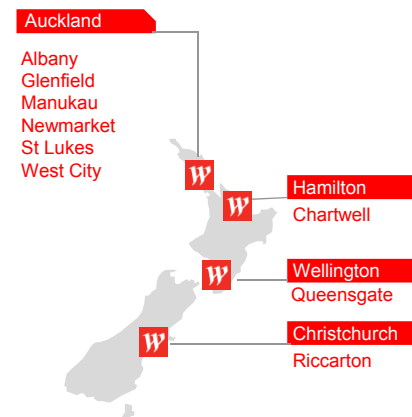 Auckland
Albany
Glenfield
Manukau
Newmarket
St Lukes
West City
W
W
Hamilton
Chartwell
W
Wellington
Queensgate
W
Christchurch
Riccarton